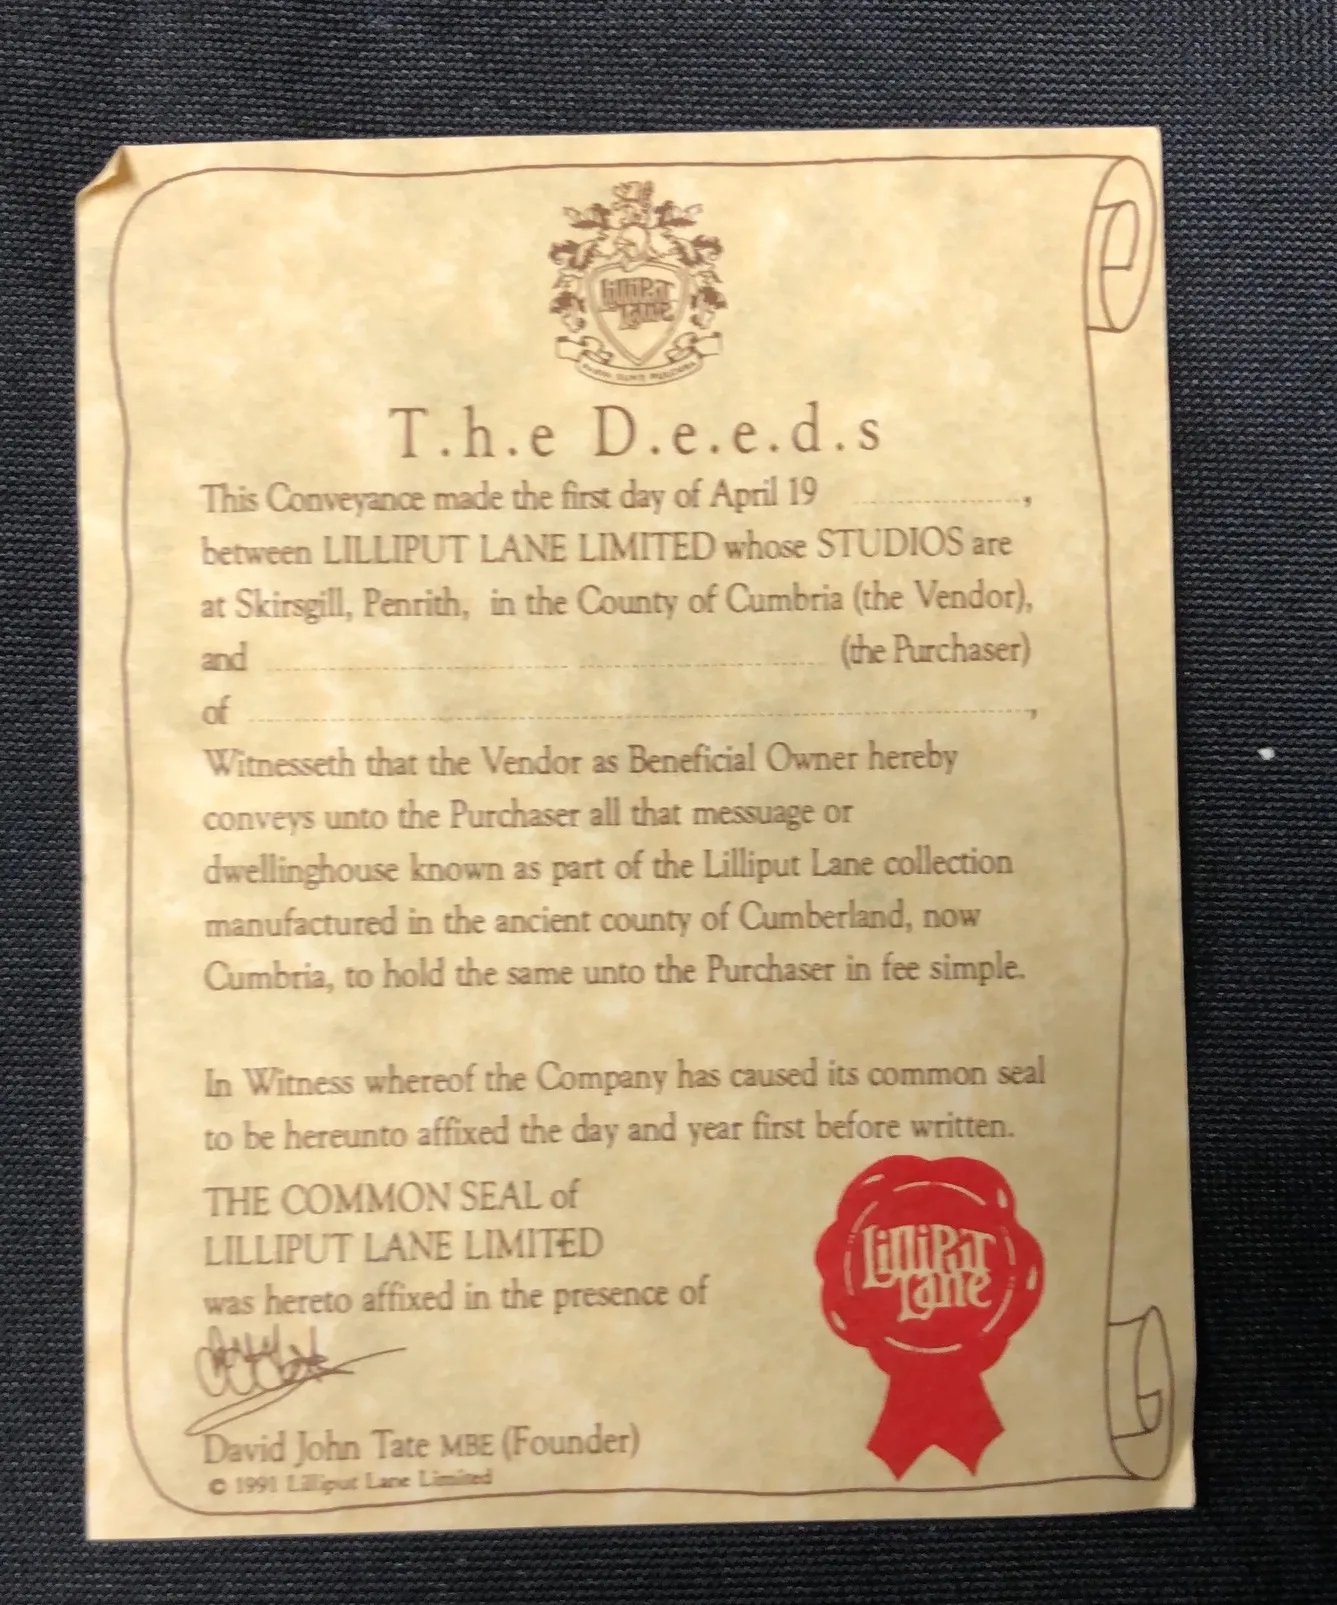 Lilliput
Lane
T.h.e D.e.e.d.s
This Conveyance made the first day of April 19 ....................,
between LILLIPUT LANE LIMITED whose STUDIOS are
at Skirsgill, Penrith, in the County of Cumbria (the Vendor),
and .................................................. (the Purchaser)
of ......................................................................,
Witnesseth that the Vendor as Beneficial Owner hereby
conveys unto the Purchaser all that messuage or
dwellinghouse known as part of the Lilliput Lane collection
manufactured in the ancient county of Cumberland, now
Cumbria, to hold the same unto the Purchaser in fee simple.
In Witness whereof the Company has caused its common seal
to be hereunto affixed the day and year first before written.
THE COMMON SEAL of
LILLIPUT LANE LIMITED
was hereto affixed in the presence of
David John Tate MBE (Founder)
© 1991 Lilliput Lane Limited
Lilliput
Lane